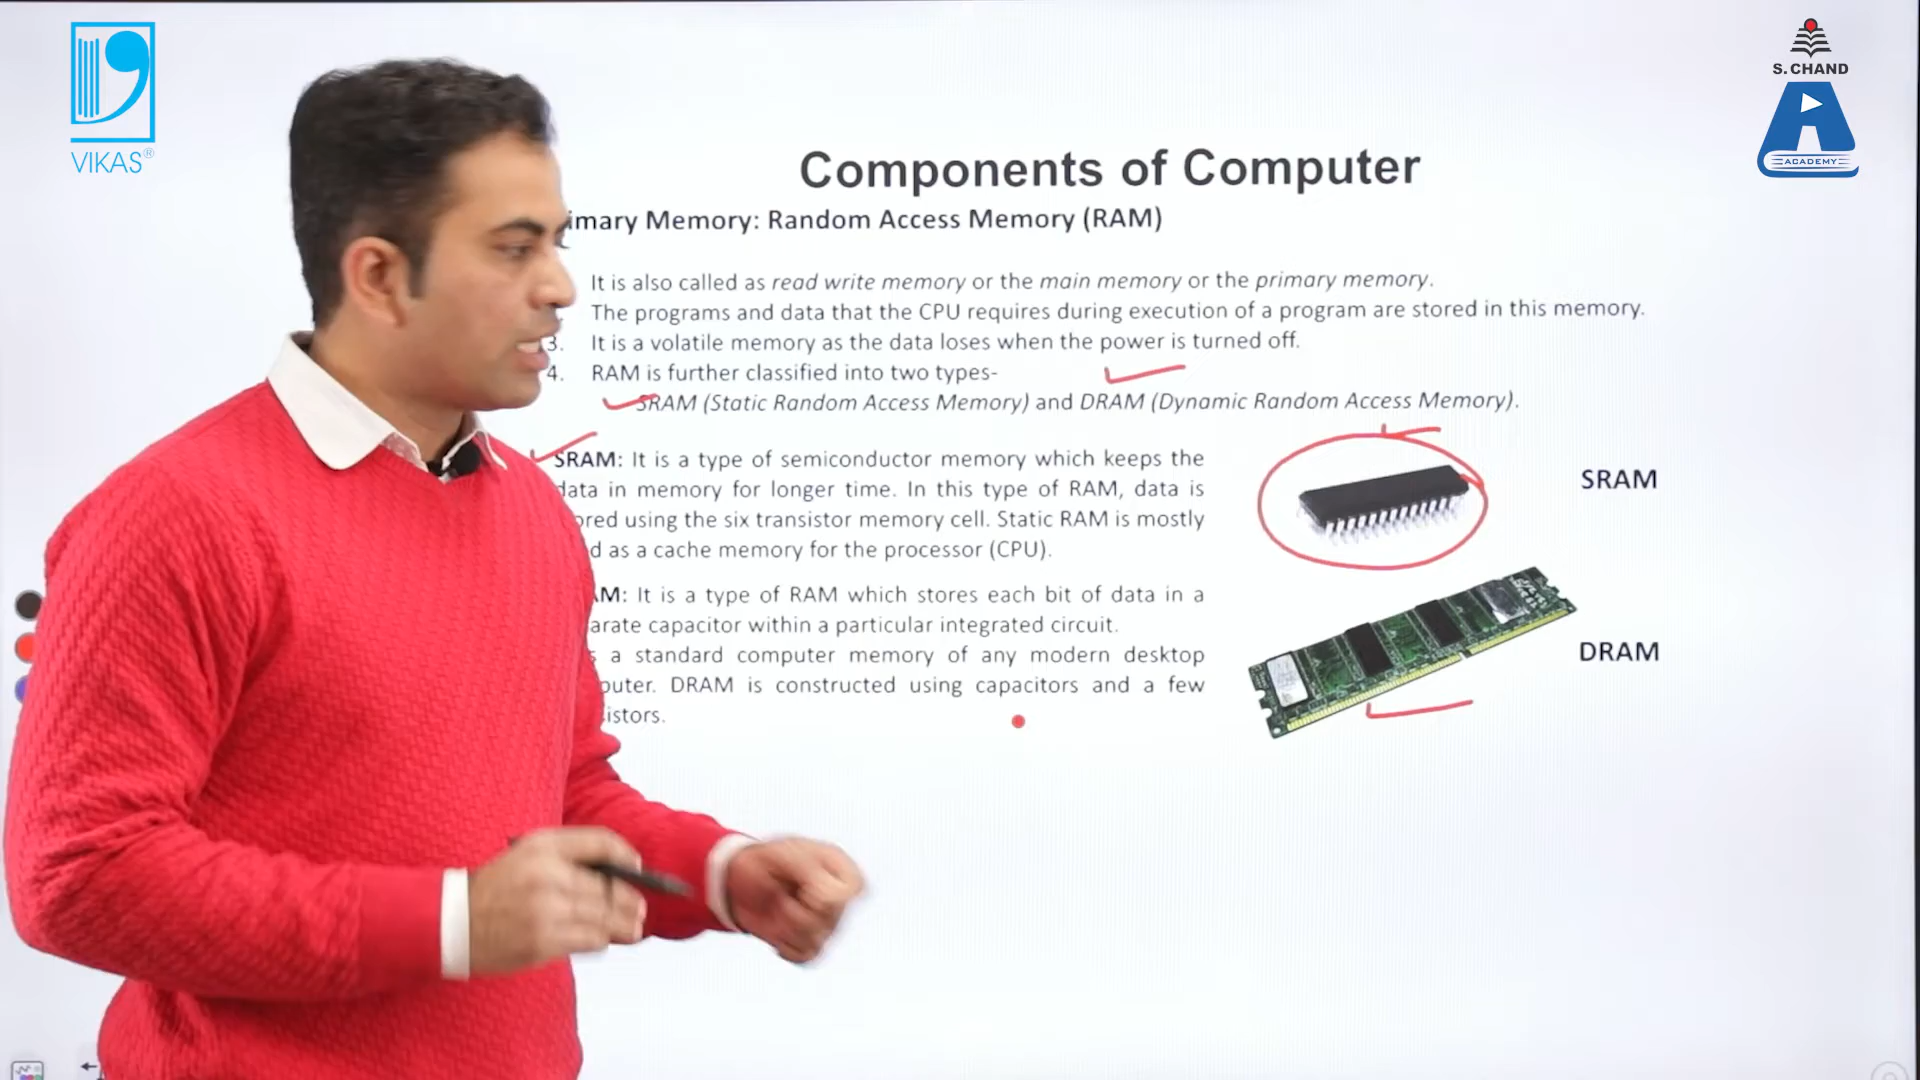 VIKAS®
S. CHAND
ACADEMY
Components of Computer
imary Memory: Random Access Memory (RAM)
It is also called as read write memory or the main memory or the primary memory.
The programs and data that the CPU requires during execution of a program are stored in this memory.
3. It is a volatile memory as the data loses when the power is turned off.
4. RAM is further classified into two types-
SRAM (Static Random Access Memory) and DRAM (Dynamic Random Access Memory).
SRAM: It is a type of semiconductor memory which keeps the
data in memory for longer time. In this type of RAM, data is
ored using the six transistor memory cell. Static RAM is mostly
d as a cache memory for the processor (CPU).
SRAM
AM: It is a type of RAM which stores each bit of data in a
arate capacitor within a particular integrated circuit.
s a standard computer memory of any modern desktop
puter. DRAM is constructed using capacitors and a few
istors.
DRAM